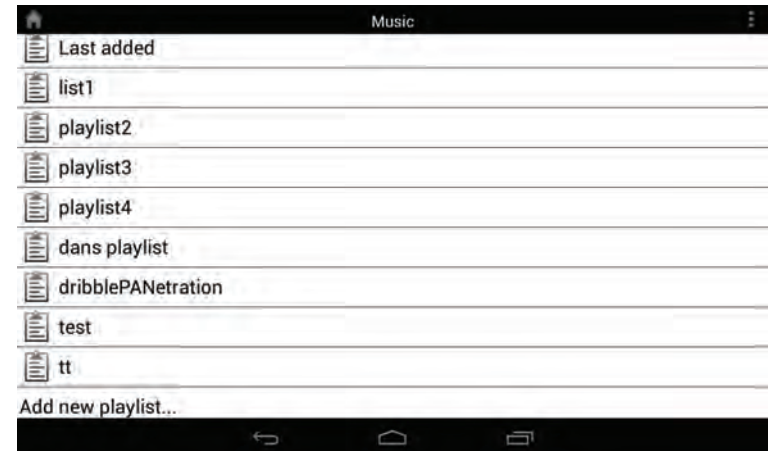 Music
Last added
list1
playlist2
playlist3
playlist4
dans playlist
dribblePANetration
test
tt
Add new playlist...